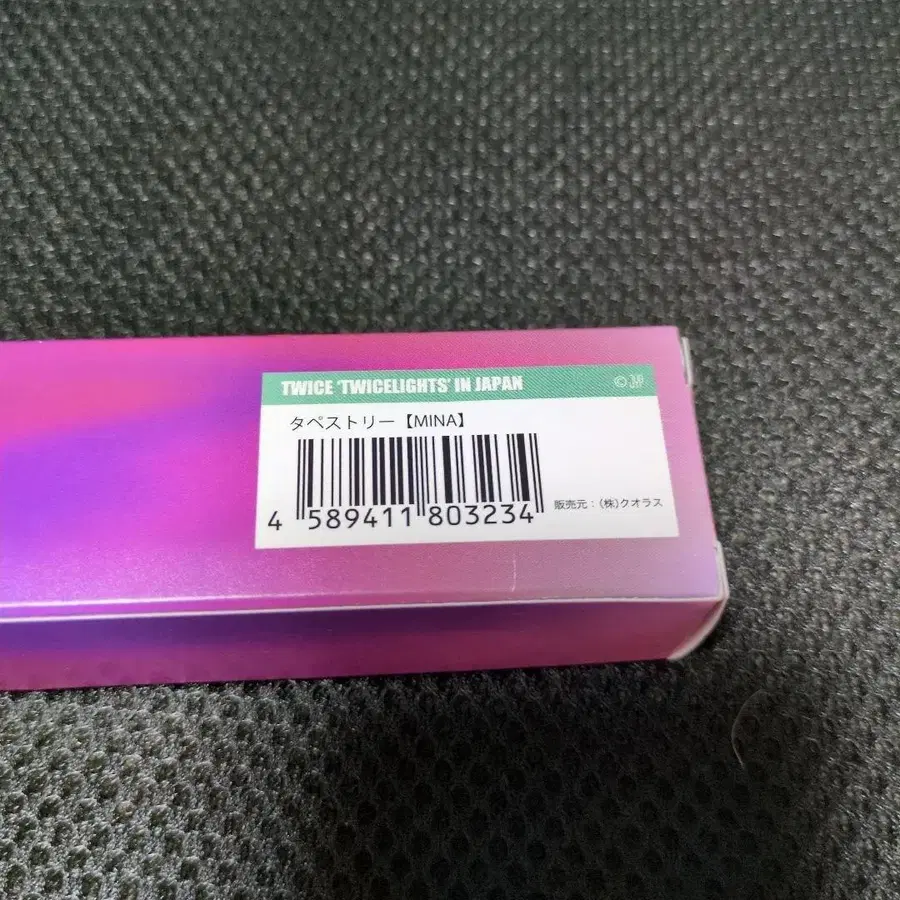 TWICE 'TWICELIGHTS' IN JAPAN
タペストリー【MINA】
4 589411 803234
販売元：(株)クオラス